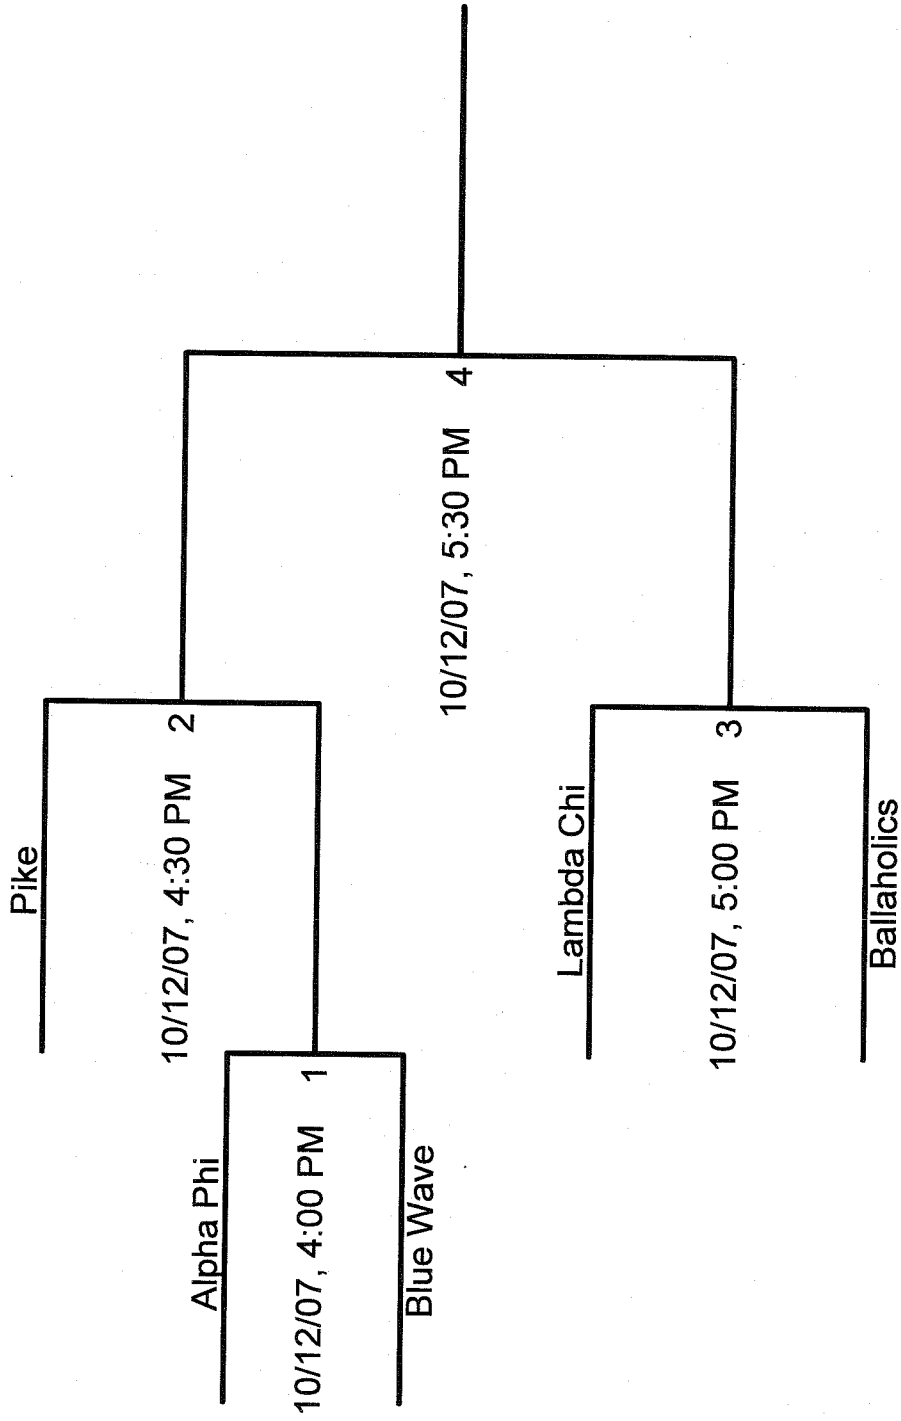 Pike
10/12/07, 4:30 PM
2
Alpha Phi
10/12/07, 4:00 PM
1
Blue Wave
10/12/07, 5:30 PM
4
Lambda Chi
10/12/07, 5:00 PM
3
Ballaholics